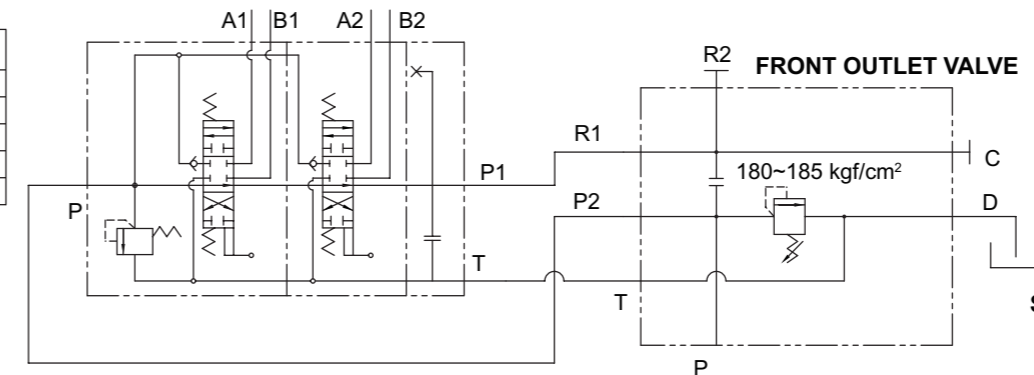 A1 B1 A2 B2
R2
FRONT OUTLET VALVE
R1
C
180~185 kgf/cm²
P1
P
P2
D
T
T
P